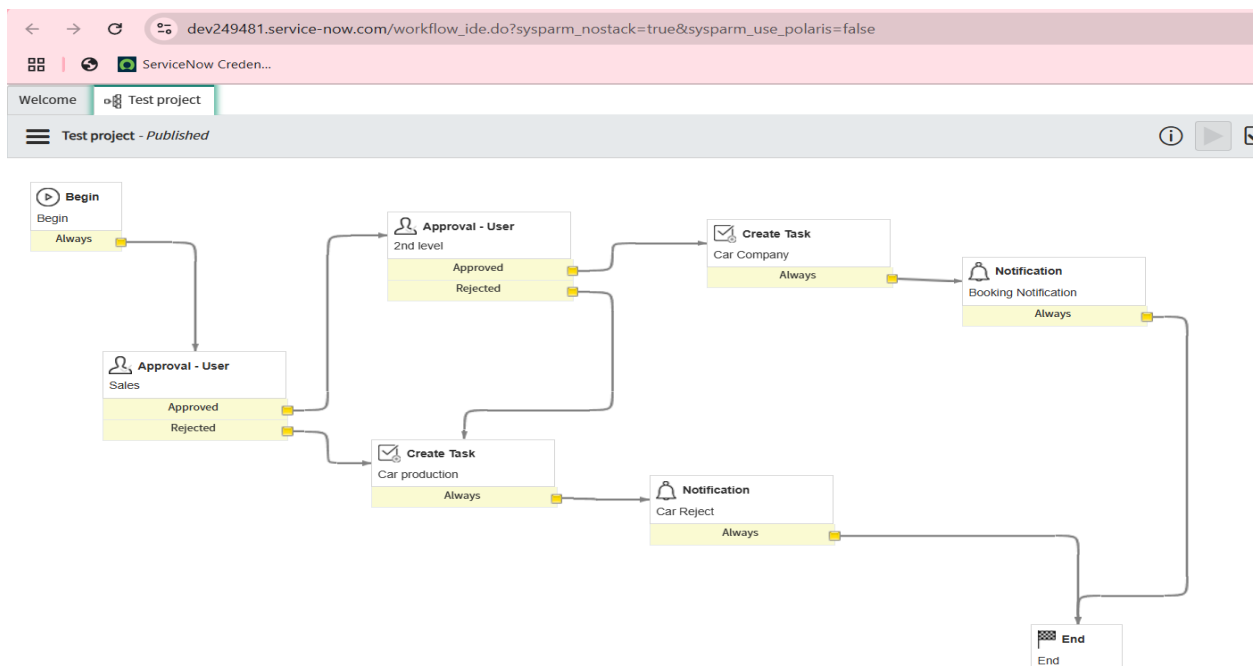 dev249481.service-now.com/workflow_ide.do?sysparm_nostack=true&sysparm_use_polaris=false
ServiceNow Creden...
Welcome
Test project
Test project - Published
Begin
Begin
Always
Approval - User
2nd level
Approved
Rejected
Create Task
Car Company
Always
Notification
Booking Notification
Always
Approval - User
Sales
Approved
Rejected
Create Task
Car production
Always
Notification
Car Reject
Always
End
End